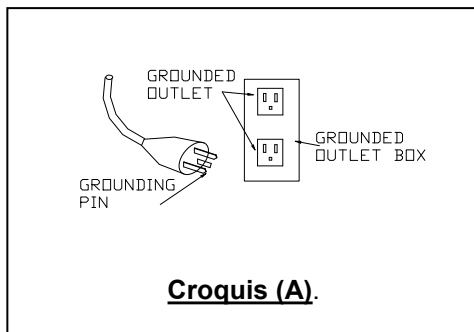 GROUNDED
OUTLET
GROUNDED
OUTLET BOX
GROUNDING
PIN
Croquis (A).